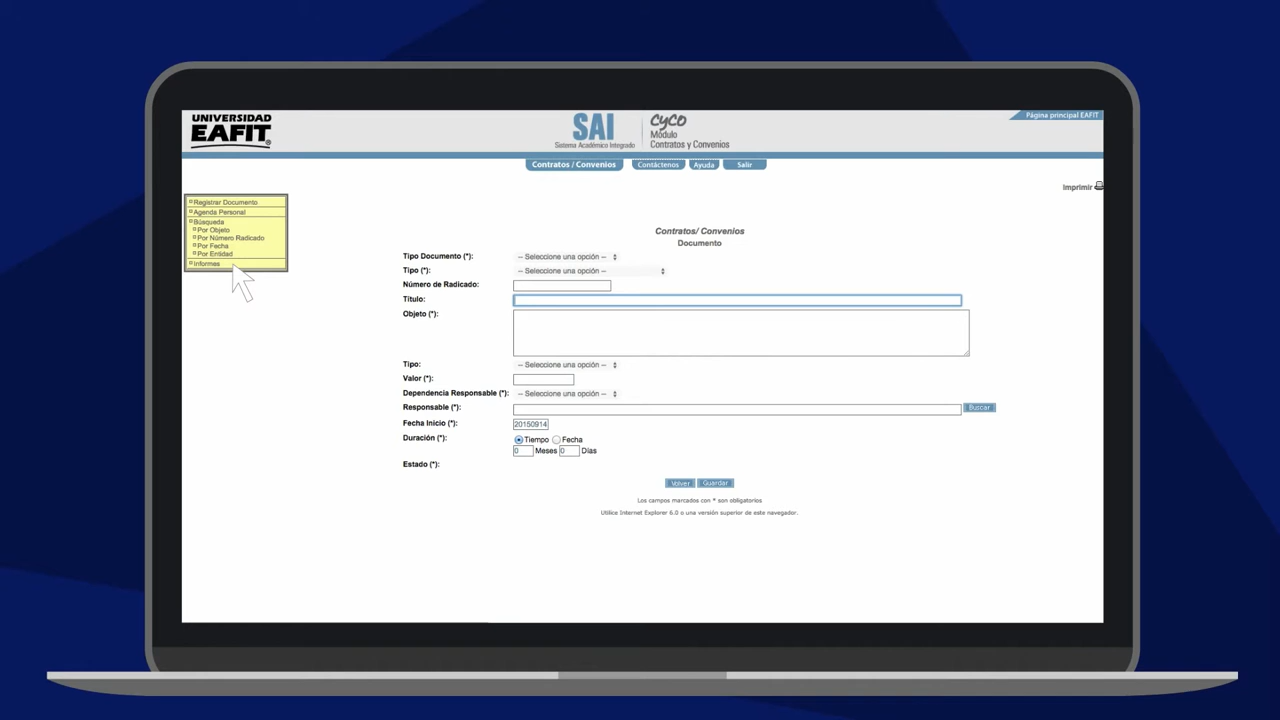 UNIVERSIDAD
EAFIT®
SAI
Sistema Académico Integrado
CyCo
Módulo
Contratos y Convenios
Página principal EAFIT
Contratos / Convenios
Contáctenos
Ayuda
Salir
Imprimir
Registrar Documento
Agenda Personal
Búsqueda
Por Objeto
Por Número Radicado
Por Fecha
Por Entidad
Informes
Contratos/ Convenios
Documento
Tipo Documento (*): -- Seleccione una opción --
Tipo (*): -- Seleccione una opción --
Número de Radicado:
Título:
Objeto (*):
Tipo: -- Seleccione una opción --
Valor (*):
Dependencia Responsable (*): -- Seleccione una opción --
Responsable (*): Buscar
Fecha Inicio (*): 20150914
Duración (*): Tiempo Fecha
0 Meses 0 Días
Estado (*):
Volver Guardar
Los campos marcados con * son obligatorios
Utilice Internet Explorer 6.0 o una versión superior de este navegador.